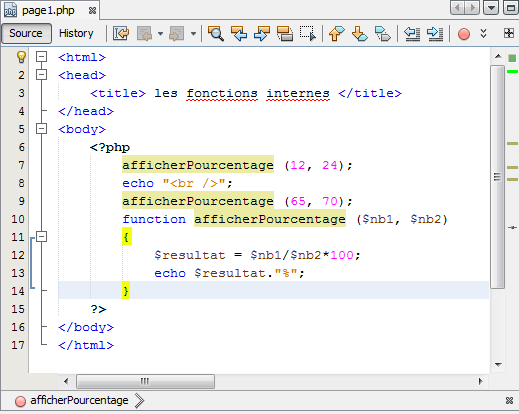 page1.php
Source History
1 <html>
2 <head>
3 <title> les fonctions internes </title>
4 </head>
5 <body>
6 <?php
7 afficherPourcentage (12, 24);
8 echo "<br />";
9 afficherPourcentage (65, 70);
10 function afficherPourcentage ($nb1, $nb2)
11 {
12 $resultat = $nb1/$nb2*100;
13 echo $resultat."%";
14 }
15 ?>
16 </body>
17 </html>
afficherPourcentage